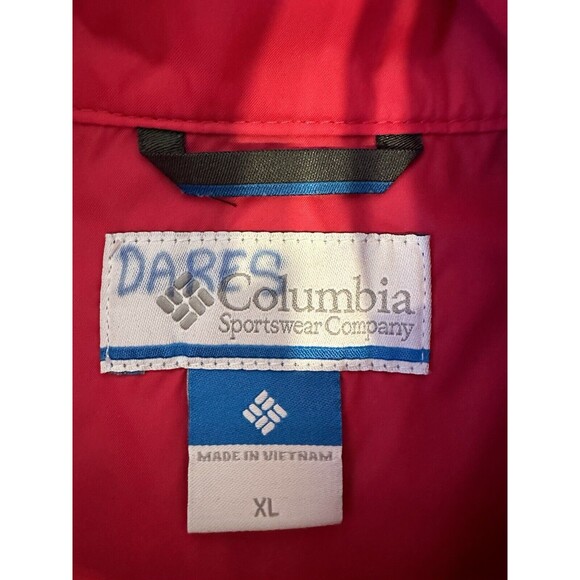 DARES
Columbia
Sportswear Company
MADE IN VIETNAM
XL